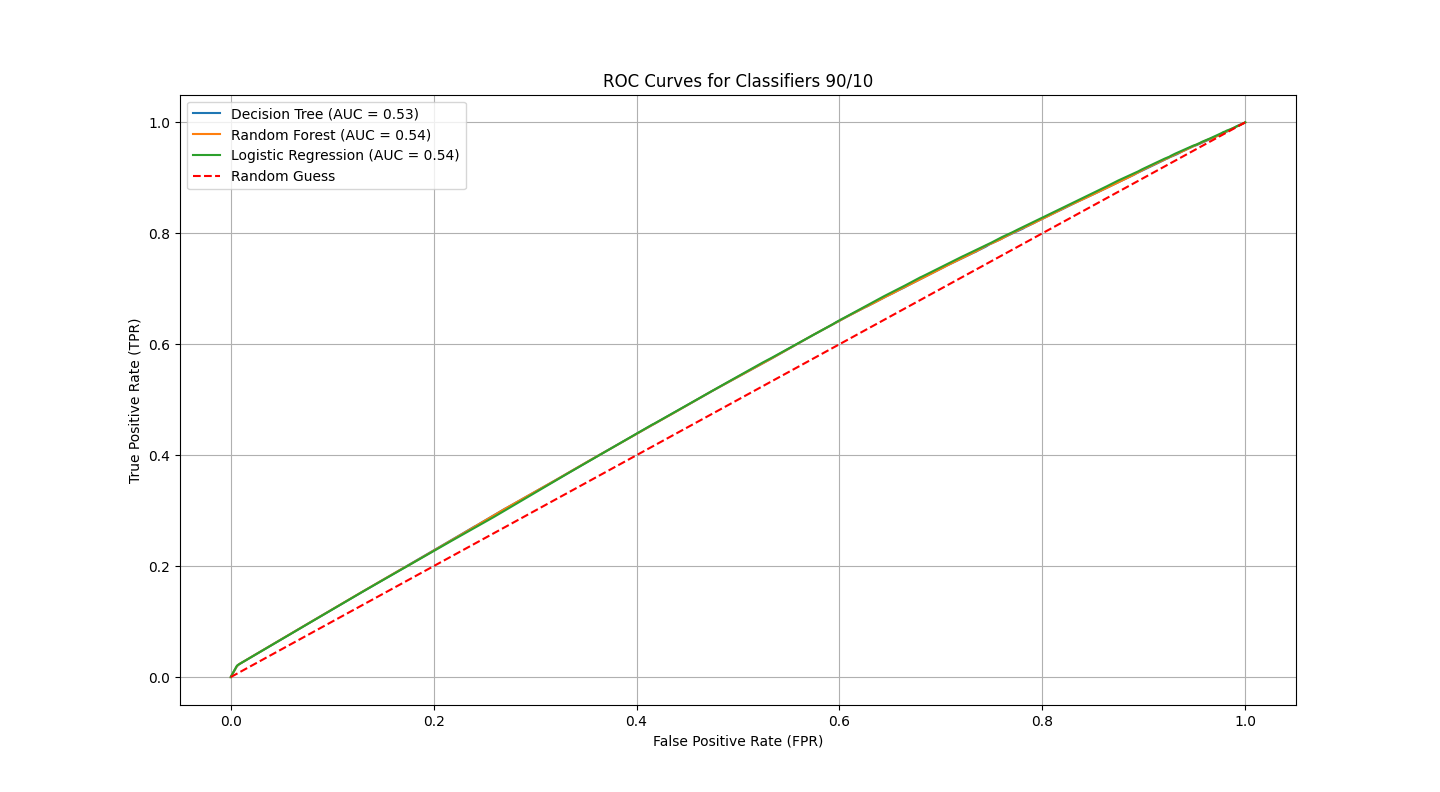 ROC Curves for Classifiers 90/10
Decision Tree (AUC = 0.53)
Random Forest (AUC = 0.54)
Logistic Regression (AUC = 0.54)
Random Guess
True Positive Rate (TPR)
1.0
0.8
0.6
0.4
0.2
0.0
0.0 0.2 0.4 0.6 0.8 1.0
False Positive Rate (FPR)